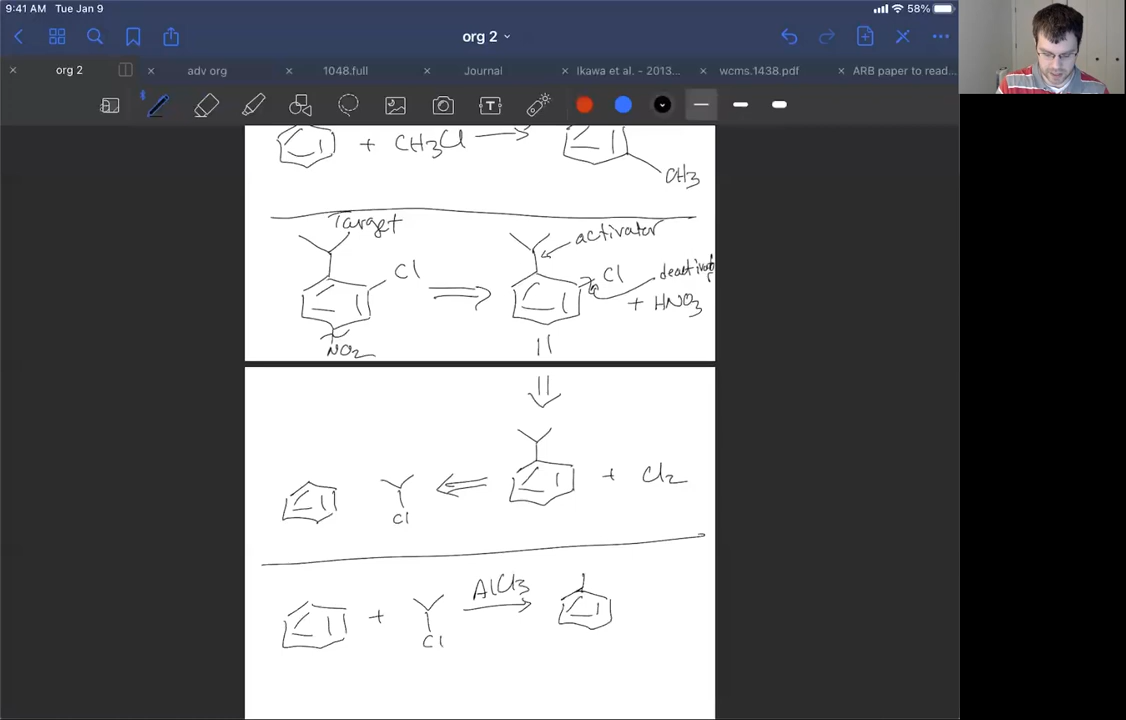 9:41 AM Tue Jan 9
58%
org 2
org 2
adv org
1048.full
Journal
Ikawa et al. - 2013...
wcms.1438.pdf
ARB paper to read...
+ CH3Cl
CH3
Target
activator
Cl
Cl
deactivat
+ HNO3
NO2
+ Cl2
Cl
+
AlCl3
Cl